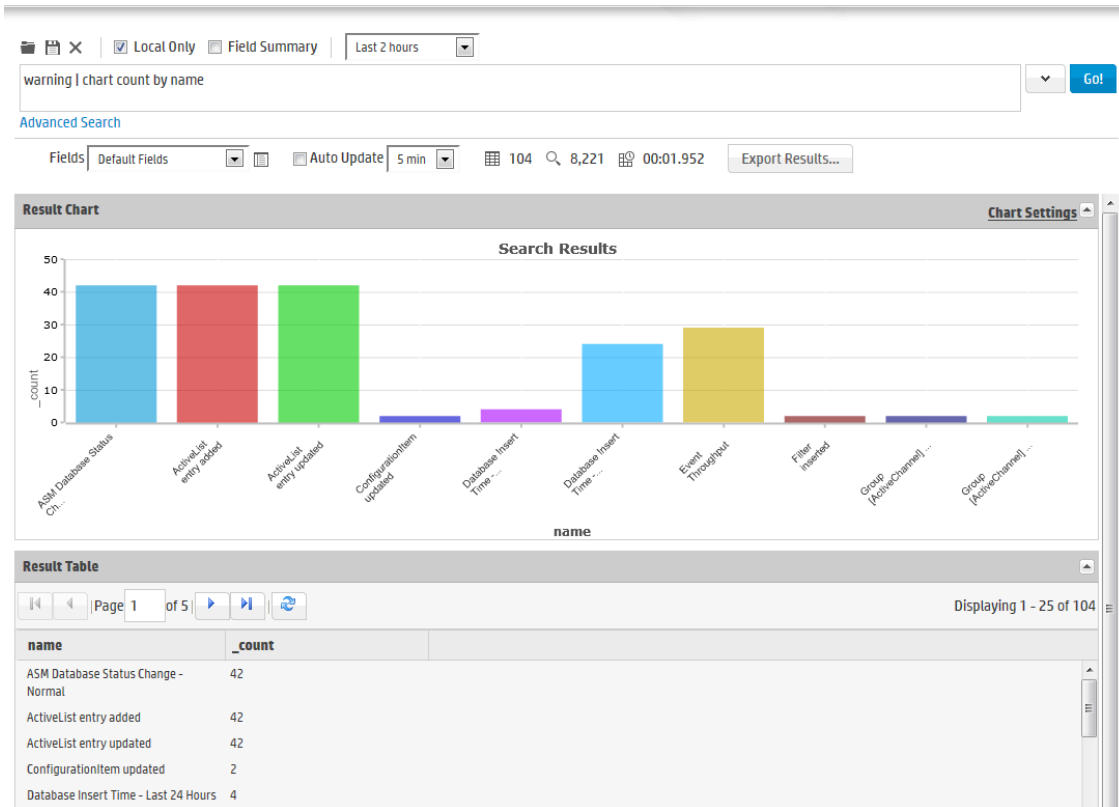 Local Only Field Summary Last 2 hours
warning | chart count by name
Go!
Advanced Search
Fields Default Fields Auto Update 5 min 104 8,221 00:01.952 Export Results...
Result Chart Chart Settings
Search Results
50
40
30
20
10
0
_count
ASM Database Status
Ch...
ActiveList
entry added
ActiveList
entry updated
ConfigurationItem
updated
Database Insert
Time -...
Database Insert
Time -...
Event
Throughput
Filter
inserted
Group
[ActiveChannel] ...
Group
[ActiveChannel] ...
name
Result Table
Page 1 of 5 Displaying 1 - 25 of 104
name _count
ASM Database Status Change - 42
Normal
ActiveList entry added 42
ActiveList entry updated 42
ConfigurationItem updated 2
Database Insert Time - Last 24 Hours 4